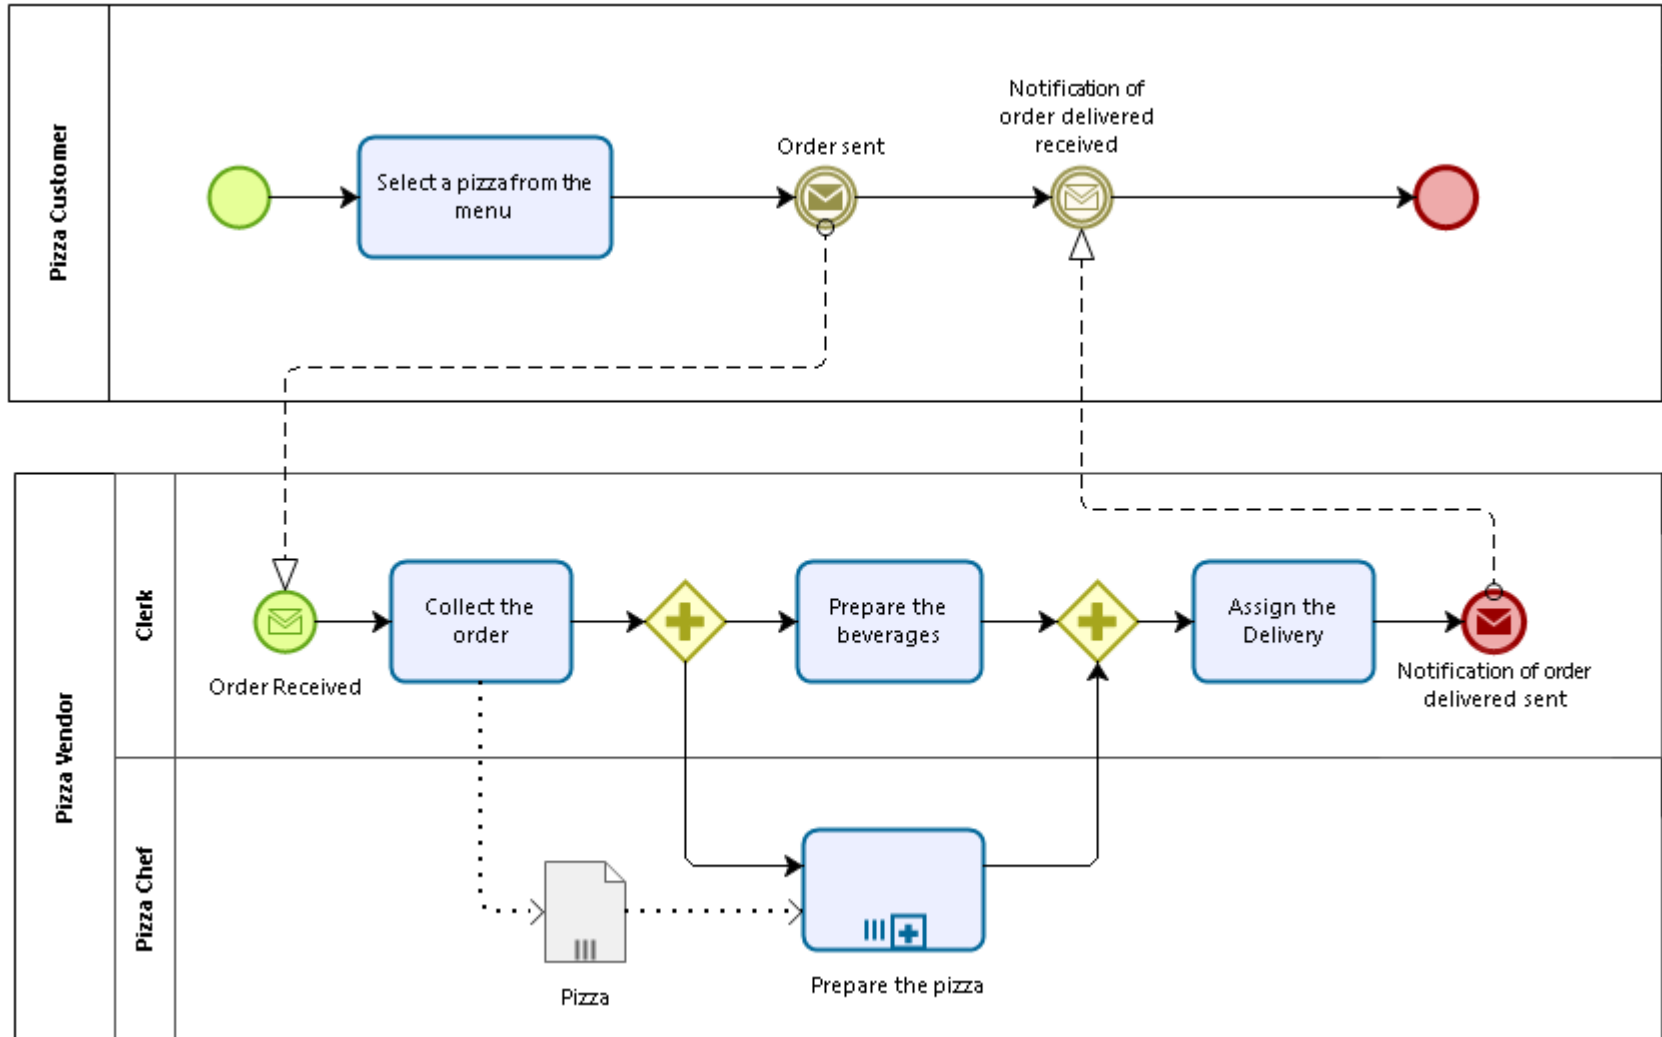 Pizza Customer
Select a pizza from the
menu
Order sent
Notification of
order delivered
received
Pizza Vendor
Clerk
Order Received
Collect the
order
Prepare the
beverages
Assign the
Delivery
Notification of order
delivered sent
Pizza Chef
Pizza
Prepare the pizza